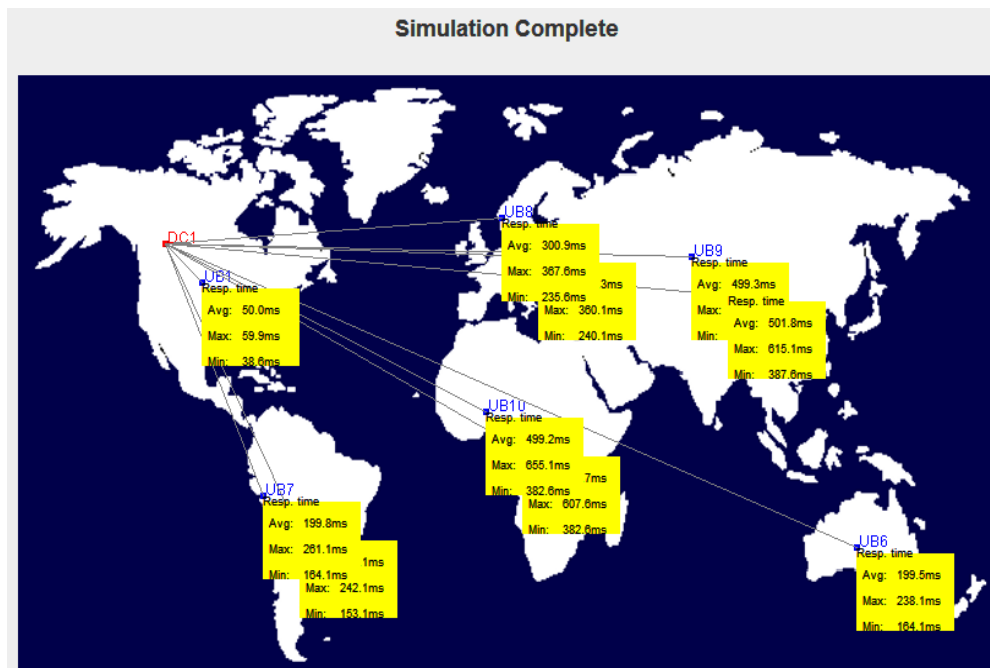 Simulation Complete
UB8
Resp. time
Avg: 300.9ms
Max: 367.6ms
Min: 235.6ms
3ms
Max: 360.1ms
Min: 240.1ms
DC1
UB1
Resp. time
Avg: 50.0ms
Max: 59.9ms
Min: 38.6ms
UB9
Resp. time
Avg: 499.3ms
Max:
Min:
Resp. time
Avg: 501.8ms
Max: 615.1ms
Min: 387.6ms
UB10
Resp. time
Avg: 499.2ms
Max: 655.1ms
Min: 382.6ms
7ms
Max: 607.6ms
Min: 382.6ms
UB7
Resp. time
Avg: 199.8ms
Max: 261.1ms
Min: 164.1ms
1ms
Max: 242.1ms
Min: 153.1ms
UB6
Resp. time
Avg: 199.5ms
Max: 238.1ms
Min: 164.1ms